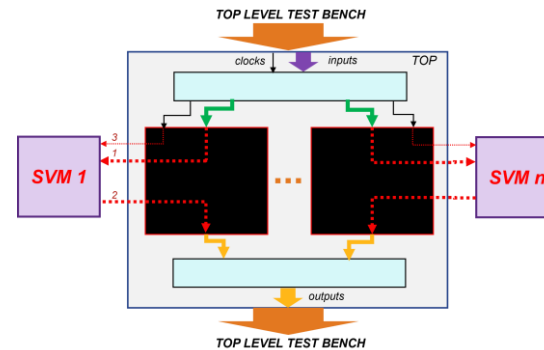 TOP LEVEL TEST BENCH
clocks
inputs
TOP
3
1
SVM 1
2
SVM n
outputs
TOP LEVEL TEST BENCH